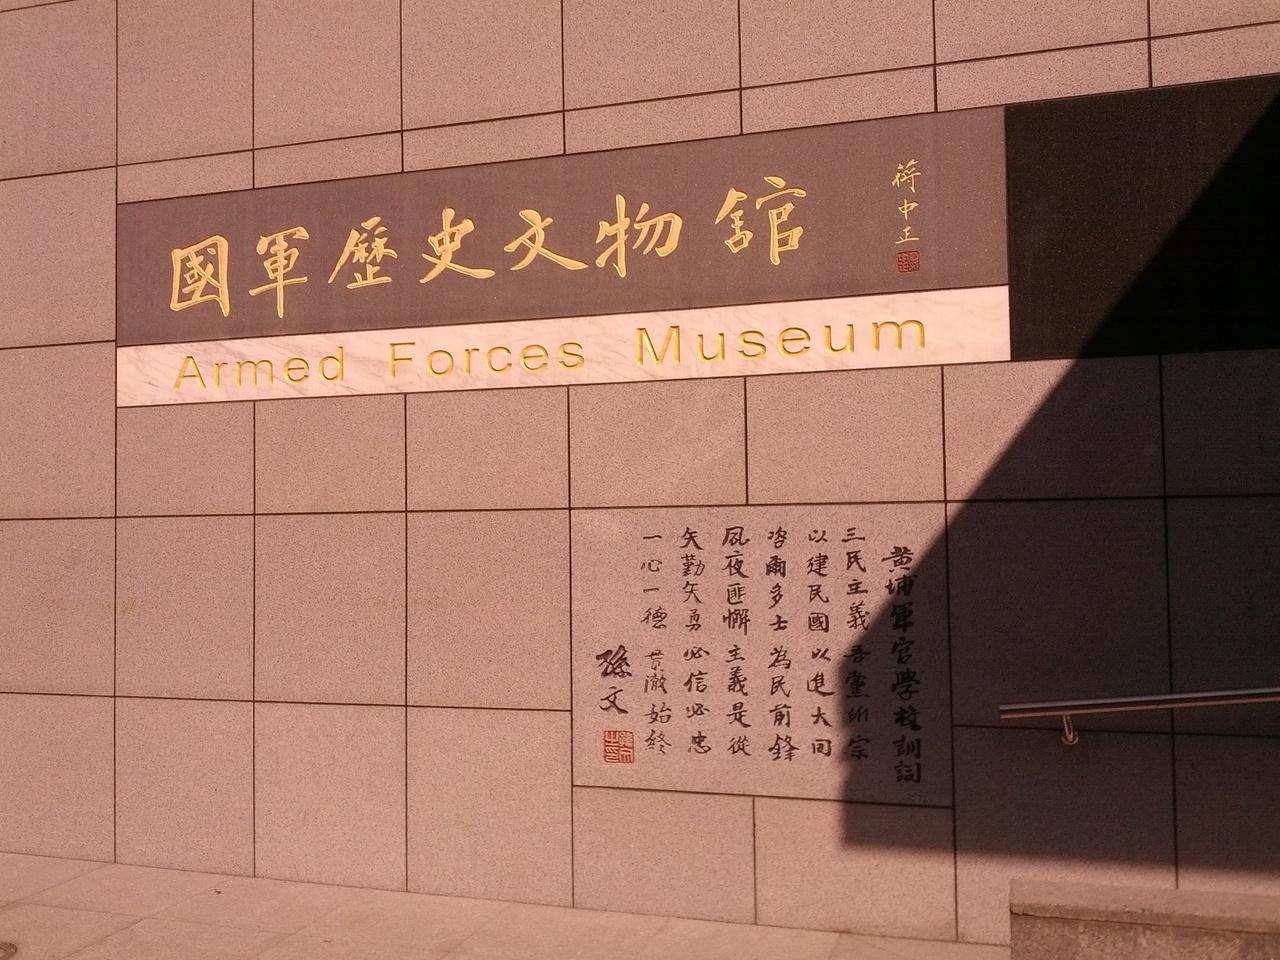 國軍歷史文物館
蔣中正
Armed Forces Museum
黃埔軍官學校訓詞
三民主義 吾黨所宗
以建民國 以進大同
咨爾多士 為民前鋒
夙夜匪懈 主義是從
矢勤矢勇 必信必忠
一心一德 貫澈始終
孫文